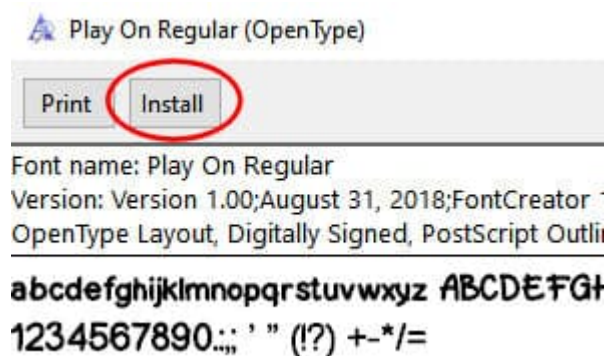 Play On Regular (OpenType)
Print Install
Font name: Play On Regular
Version: Version 1.00;August 31, 2018;FontCreator
OpenType Layout, Digitally Signed, PostScript
abcdefghijklmnopqrstuvwxyz ABCDEFG
1234567890.:,; ' " (!?) +-*/=